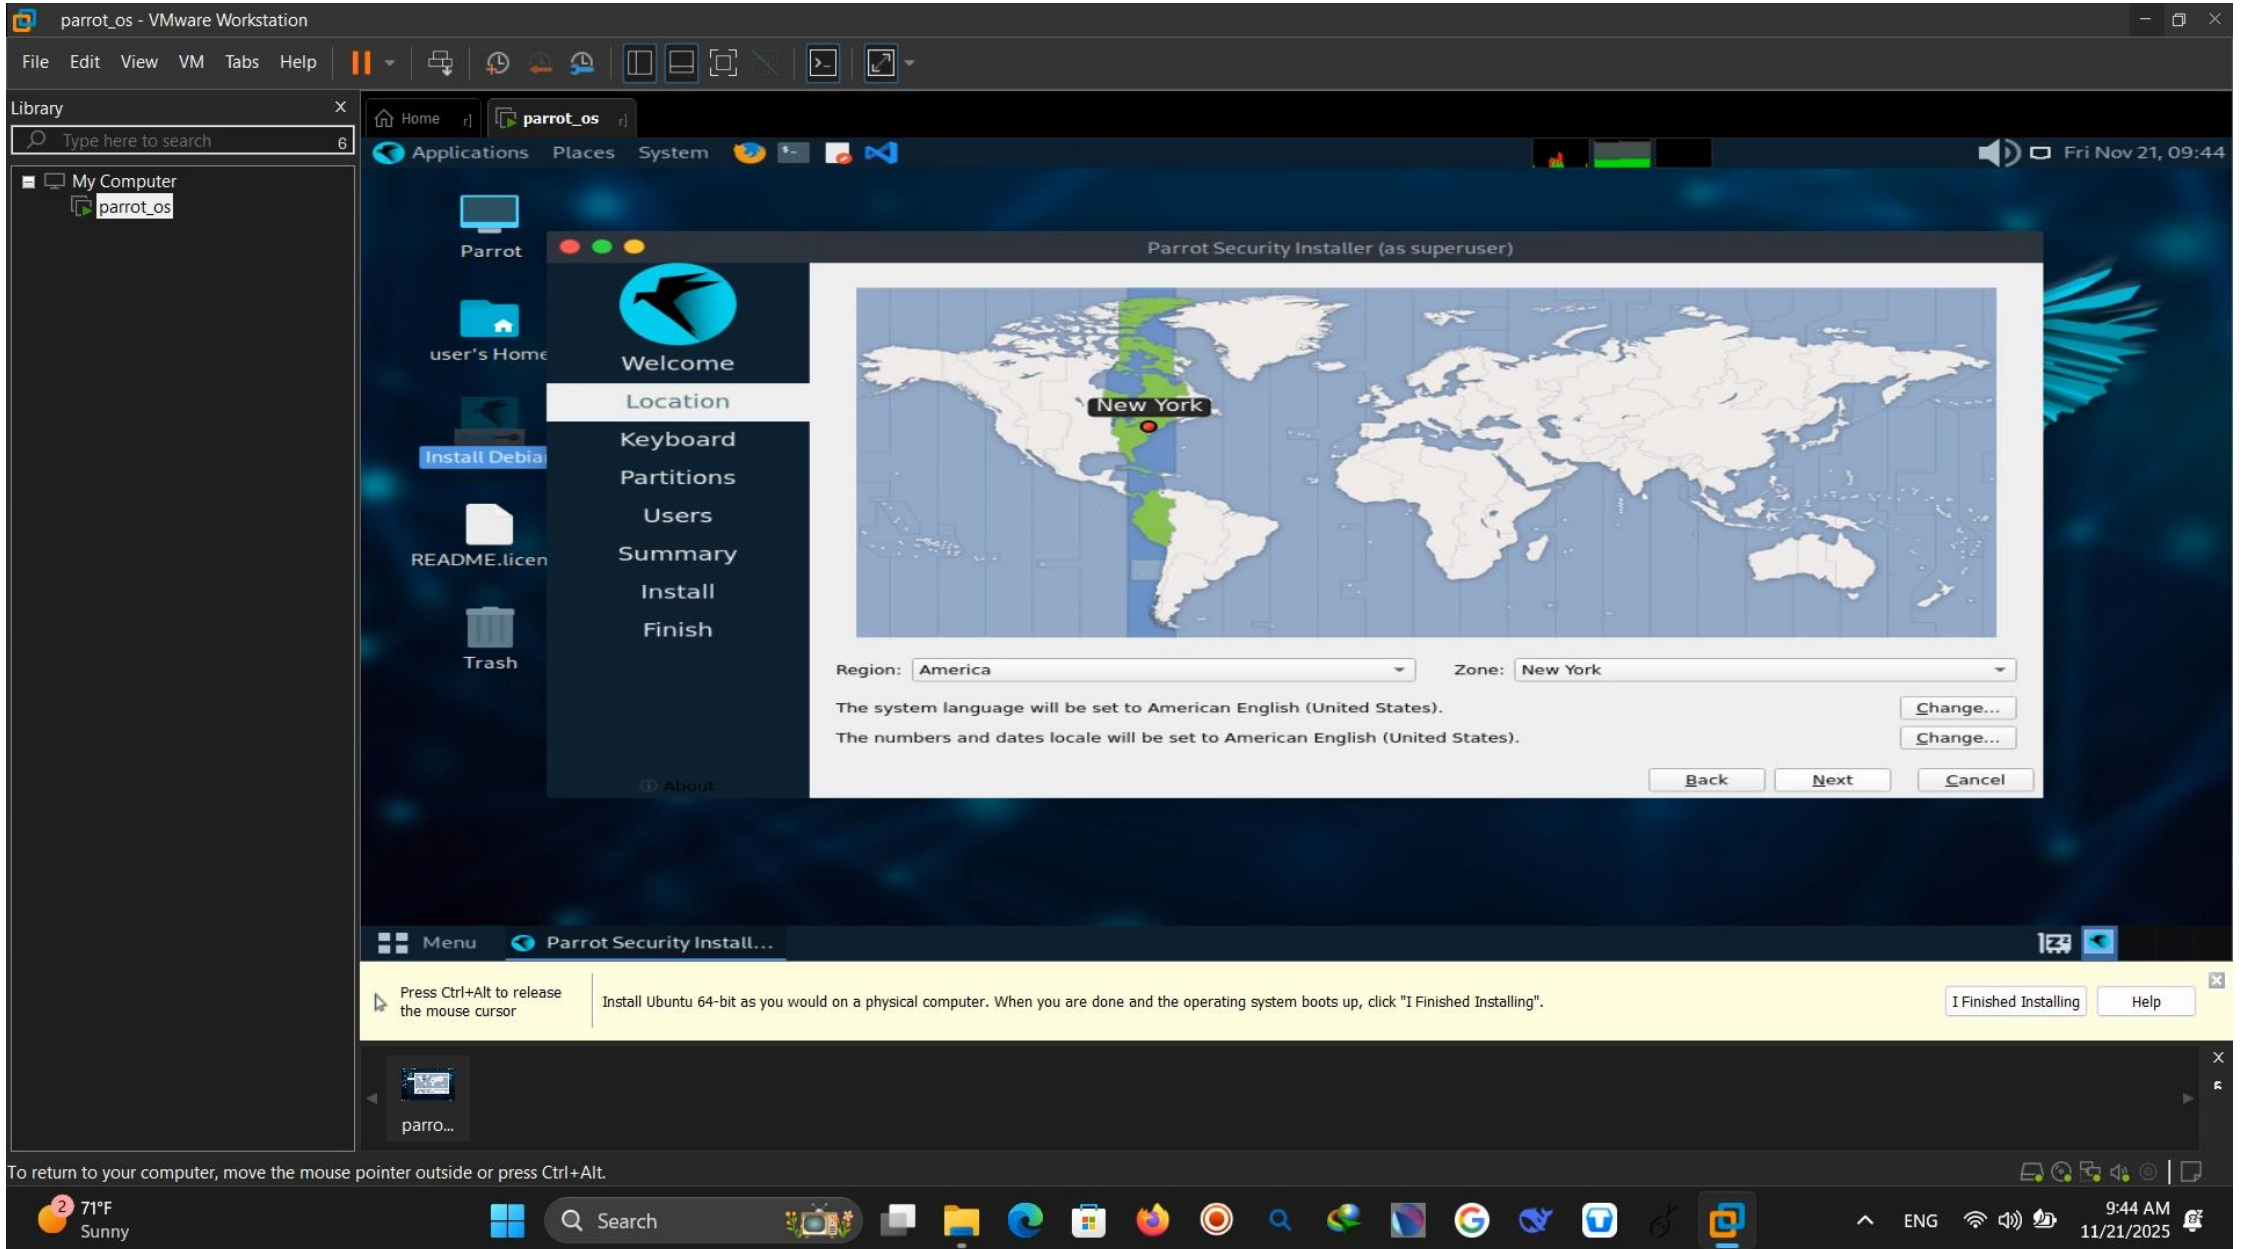 parrot_os - VMware Workstation
File Edit View VM Tabs Help
Library X
Type here to search
Home
parrot_os
My Computer
parrot_os
Applications Places System
Fri Nov 21, 09:44
Parrot
user's Home
Install Debia
README.licen
Trash
Parrot Security Installer (as superuser)
Welcome
Location
Keyboard
Partitions
Users
Summary
Install
Finish
About
New York
Region: America Zone: New York
The system language will be set to American English (United States). Change...
The numbers and dates locale will be set to American English (United States). Change...
Back Next Cancel
Menu Parrot Security Install...
Press Ctrl+Alt to release
the mouse cursor
Install Ubuntu 64-bit as you would on a physical computer. When you are done and the operating system boots up, click "I Finished Installing".
I Finished Installing Help
parro...
To return to your computer, move the mouse pointer outside or press Ctrl+Alt.
2
71°F
Sunny
Search
ENG
9:44 AM
11/21/2025